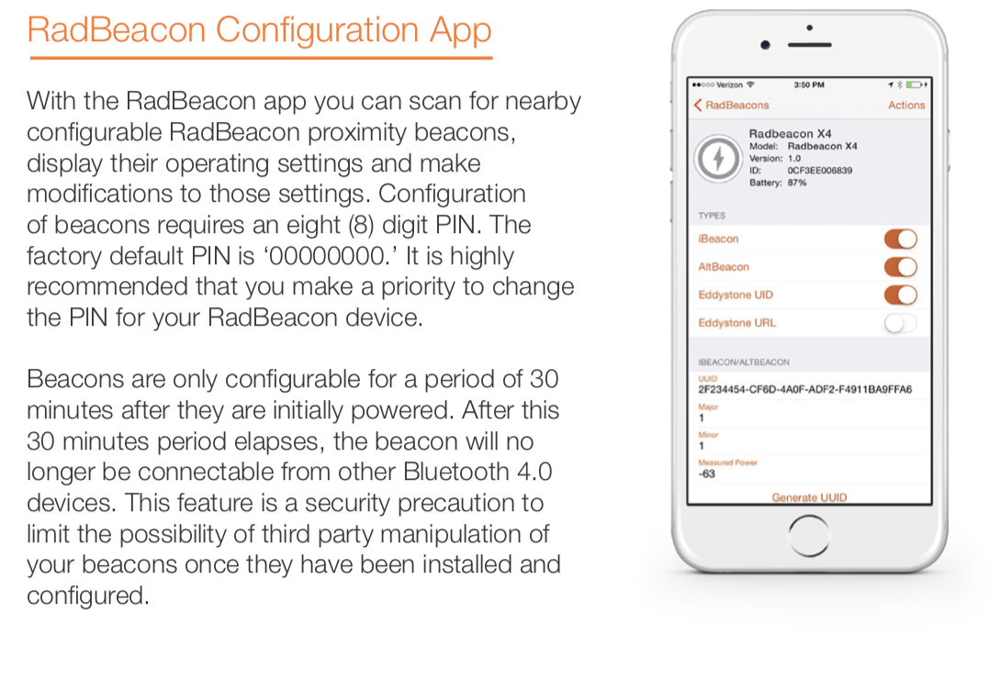 RadBeacon Configuration App
With the RadBeacon app you can scan for nearby
configurable RadBeacon proximity beacons,
display their operating settings and make
modifications to those settings. Configuration
of beacons requires an eight (8) digit PIN. The
factory default PIN is ‘00000000.’ It is highly
recommended that you make a priority to change
the PIN for your RadBeacon device.
Beacons are only configurable for a period of 30
minutes after they are initially powered. After this
30 minutes period elapses, the beacon will no
longer be connectable from other Bluetooth 4.0
devices. This feature is a security precaution to
limit the possibility of third party manipulation of
your beacons once they have been installed and
configured.
Verizon 3:50 PM
RadBeacons Actions
Radbeacon X4
Model: Radbeacon X4
Version: 1.0
ID: 0CF3EE006839
Battery: 87%
TYPES
iBeacon
AltBeacon
Eddystone UID
Eddystone URL
IBEACON/ALTBEACON
UUID
2F234454-CF6D-4A0F-ADF2-F4911BA9FFA6
Major
1
Minor
1
Measured Power
-63
Generate UUID